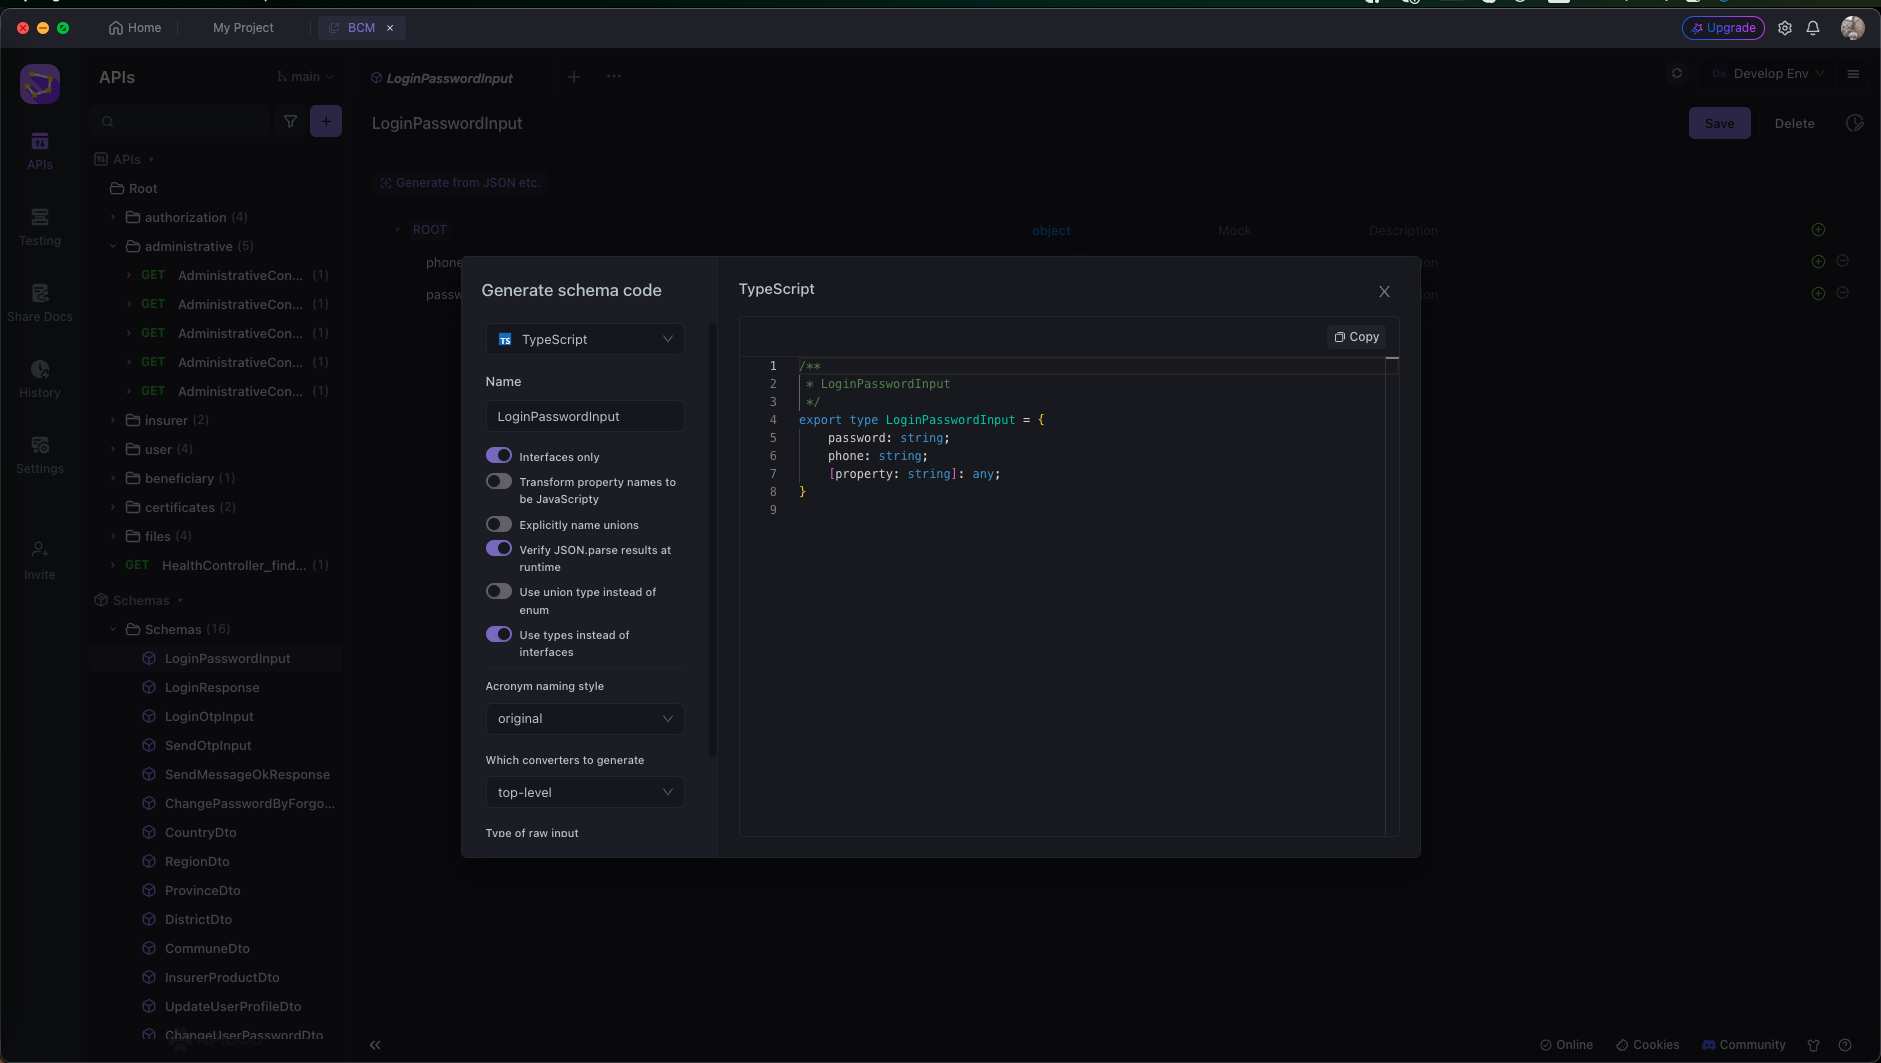 Home
My Project
BCM
Upgrade
APIs
main
LoginPasswordInput
De Develop Env
LoginPasswordInput
Save
Delete
Generate from JSON etc.
ROOT
object
Mock
Description
APIs
Testing
Share Docs
History
Settings
Invite
APIs
Root
authorization (4)
administrative (5)
GET AdministrativeCon... (1)
GET AdministrativeCon... (1)
GET AdministrativeCon... (1)
GET AdministrativeCon... (1)
GET AdministrativeCon... (1)
insurer (2)
user (4)
beneficiary (1)
certificates (2)
files (4)
GET HealthController_find... (1)
Schemas
Schemas (16)
LoginPasswordInput
LoginResponse
LoginOtpInput
SendOtpInput
SendMessageOkResponse
ChangePasswordByForgo...
CountryDto
RegionDto
ProvinceDto
DistrictDto
CommuneDto
InsurerProductDto
UpdateUserProfileDto
ChangeUserPasswordDto
phone
passw
Generate schema code
TS TypeScript
Name
LoginPasswordInput
Interfaces only
Transform property names to
be JavaScripty
Explicitly name unions
Verify JSON.parse results at
runtime
Use union type instead of
enum
Use types instead of
interfaces
Acronym naming style
original
Which converters to generate
top-level
Type of raw input
TypeScript
Copy
1 /**
2 * LoginPasswordInput
3 */
4 export type LoginPasswordInput = {
5 password: string;
6 phone: string;
7 [property: string]: any;
8 }
9
Online
Cookies
Community